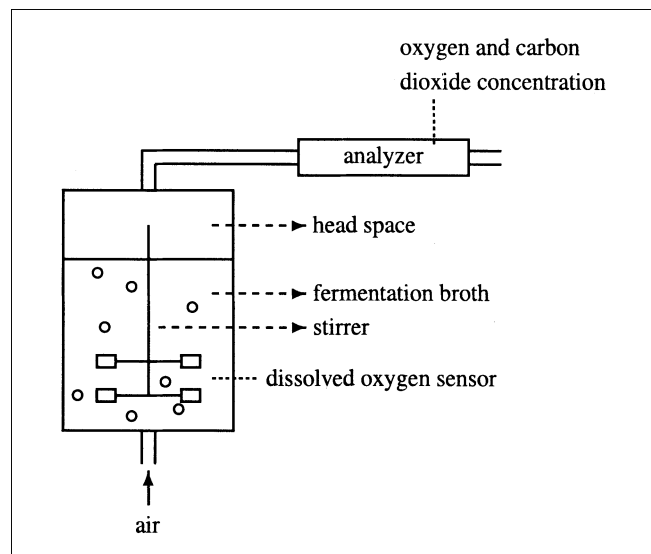 oxygen and carbon
dioxide concentration
analyzer
head space
fermentation broth
stirrer
dissolved oxygen sensor
air